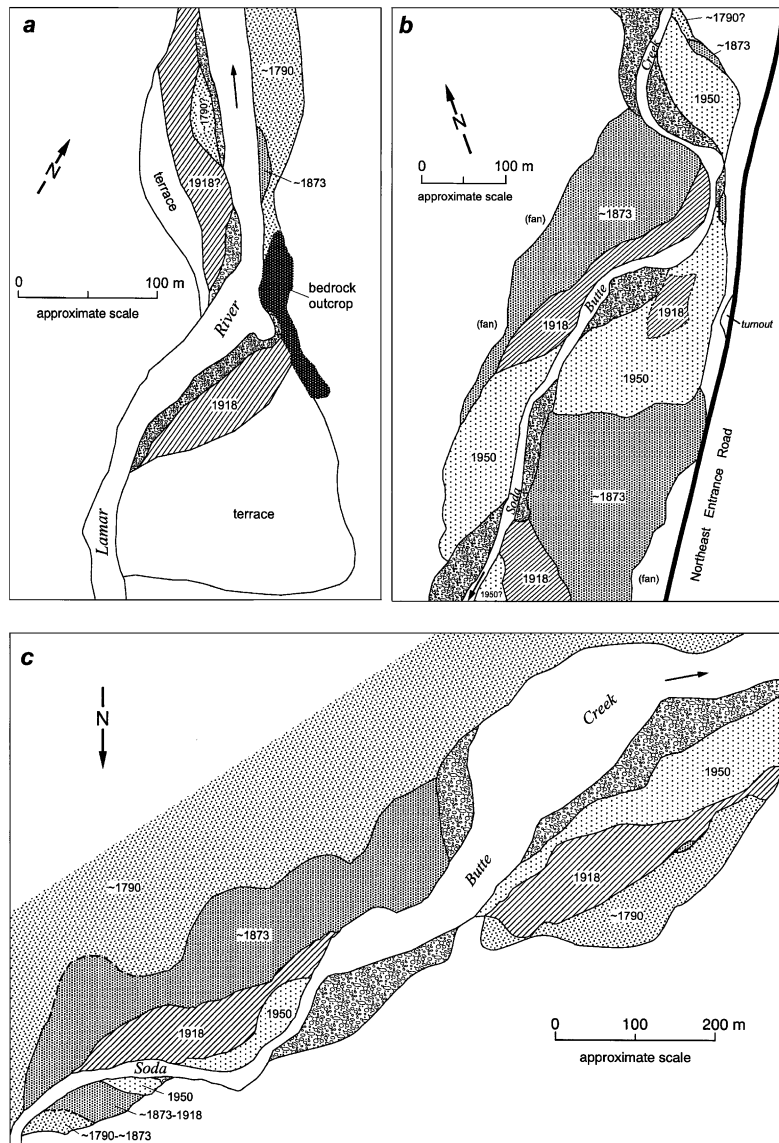 a
~1790
~1790?
1918?
~1873
terrace
N
0 100 m
approximate scale
bedrock
outcrop
River
1918
terrace
Lamar
b
~1790?
~1873
Creek
1950
N
0 100 m
approximate scale
(fan)
~1873
(fan)
Butte
1918
1918
turnout
1950
1950
Soda
~1873
Northeast Entrance Road
1918
(fan)
1950?
c
N
Creek
1950
Butte
~1790
1918
~1873
~1790
1950
1918
0 100 200 m
approximate scale
Soda
1950
~1873-1918
~1790-~1873